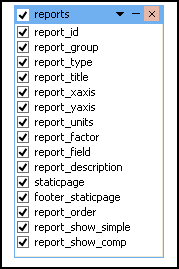 reports
report_id
report_group
report_type
report_title
report_xaxis
report_yaxis
report_units
report_factor
report_field
report_description
staticpage
footer_staticpage
report_order
report_show_simple
report_show_comp